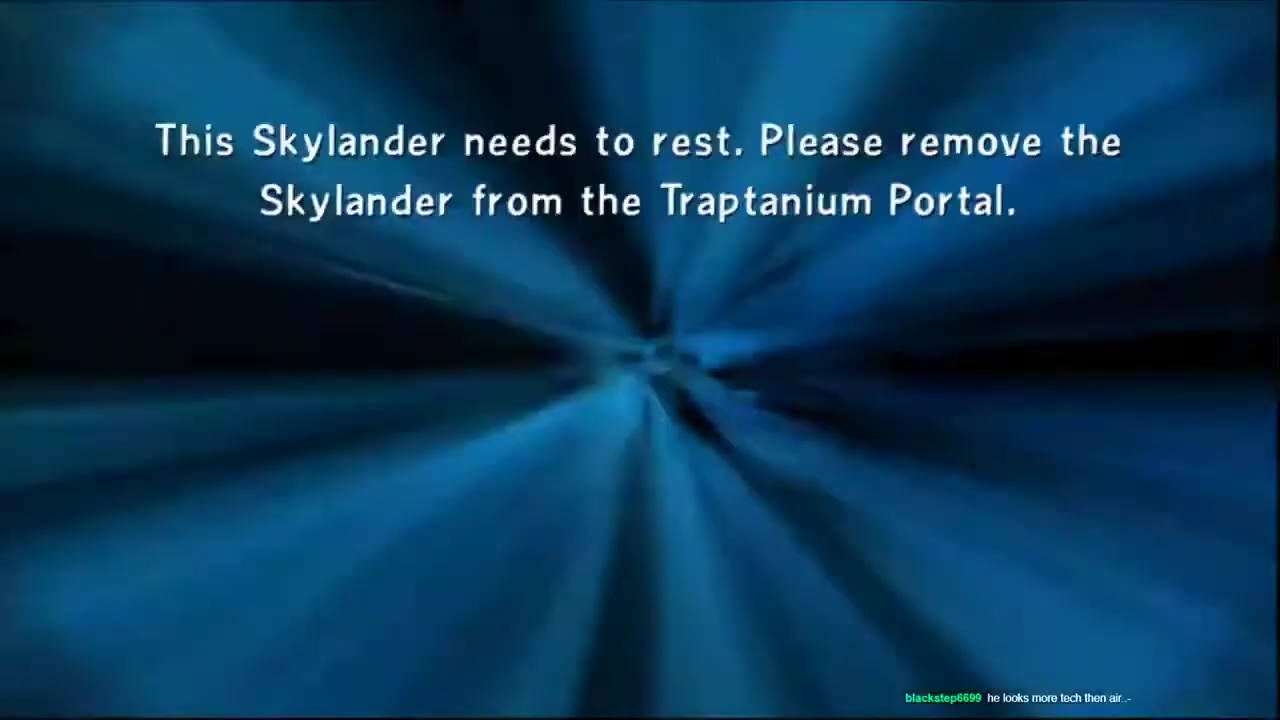 This Skylander needs to rest. Please remove the
Skylander from the Traptanium Portal.
blackstep6699 he looks more tech then air..-